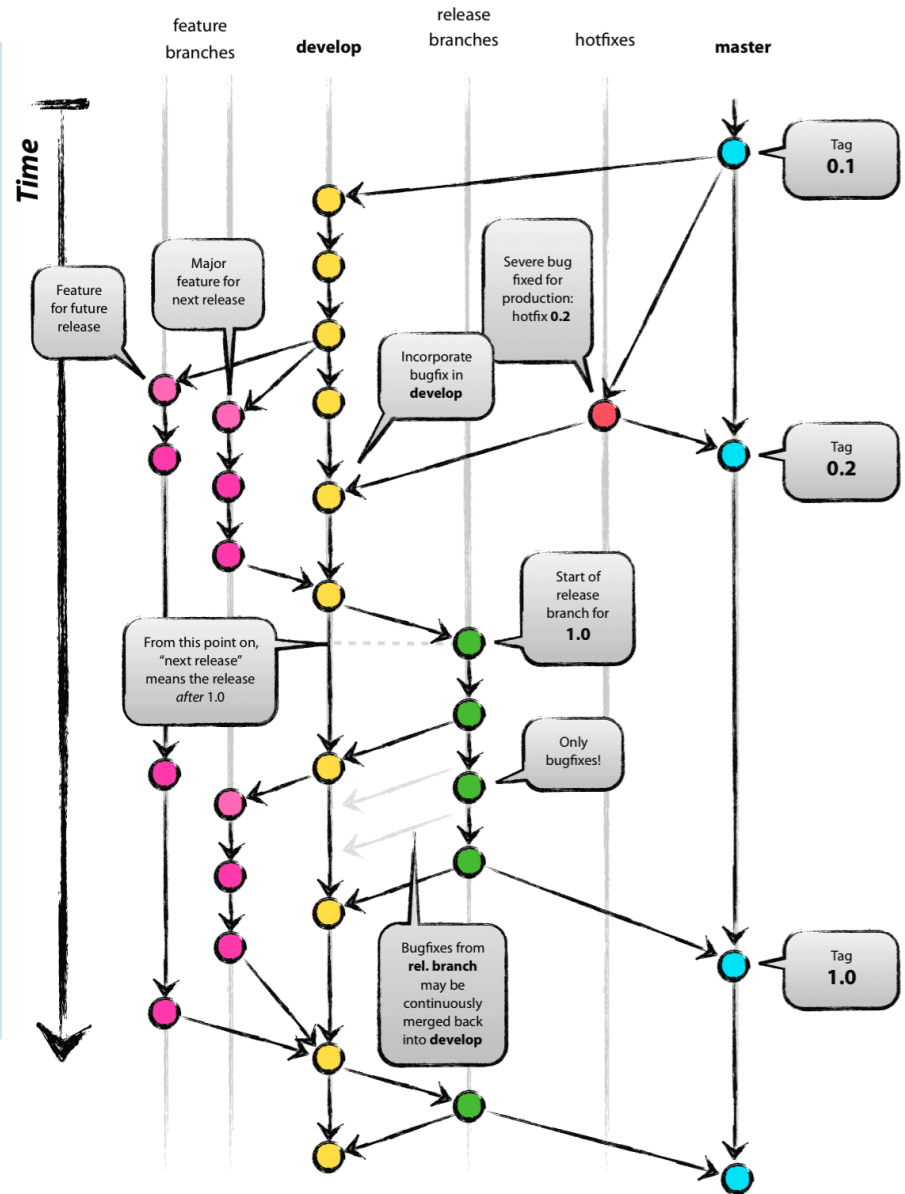 feature
branches
develop
release
branches
hotfixes
master
Time
Tag
0.1
Feature
for future
release
Major
feature for
next release
Severe bug
fixed for
production:
hotfix 0.2
Incorporate
bugfix in
develop
Tag
0.2
Start of
release
branch for
1.0
From this point on,
“next release”
means the release
after 1.0
Only
bugfixes!
Bugfixes from
rel. branch
may be
continuously
merged back
into develop
Tag
1.0